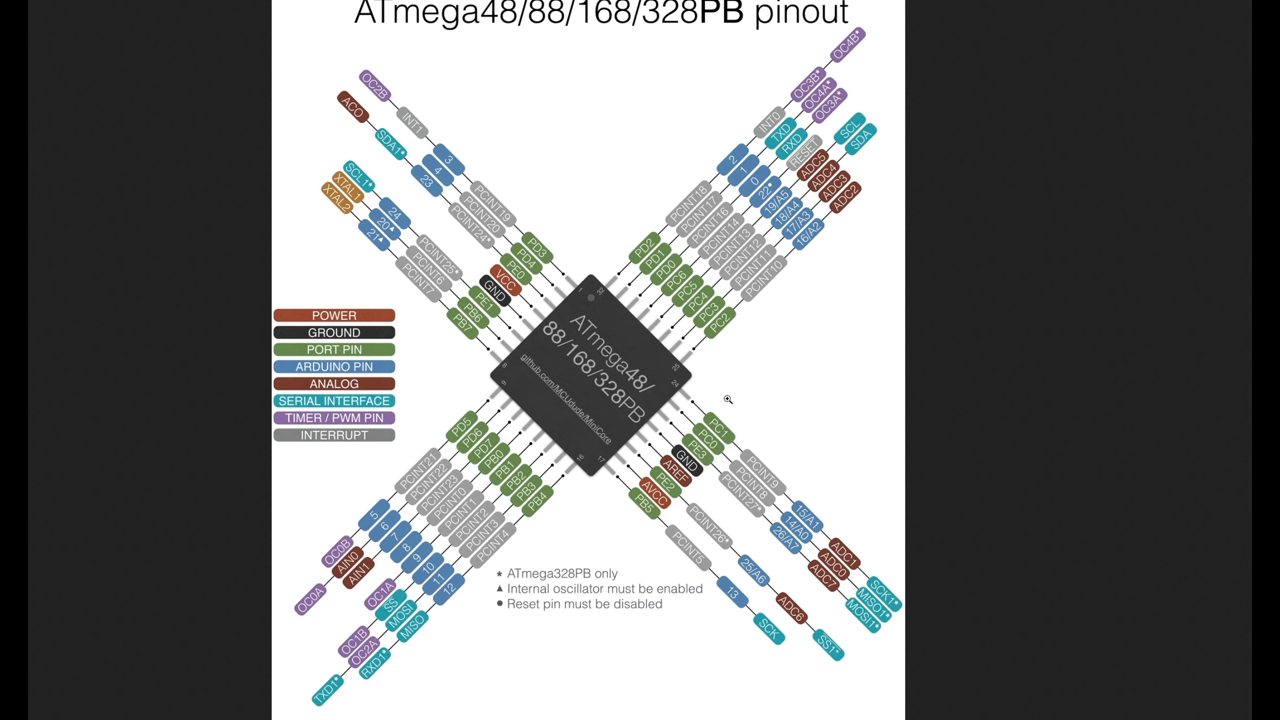 ATmega48/88/168/328PB pinout
OC2B INT1 3 PCINT19 PD3
ACO SDA1* 4 PCINT20 PD4
23 PCINT24* PE0
VCC
GND
SCL1* 24 PCINT25* PE1
XTAL1 20▲ PCINT6 PB6
XTAL2 21▲ PCINT7 PB7
OC4B* OC3B* INT0 2 PCINT18 PD2
OC4A* TXD 1 PCINT17 PD1
OC3A* RXD 0 PCINT16 PD0
RESET 22• PCINT14 PC6
SCL ADC5 19/A5 PCINT13 PC5
SDA ADC4 18/A4 PCINT12 PC4
ADC3 17/A3 PCINT11 PC3
ADC2 16/A2 PCINT10 PC2
POWER
GROUND
PORT PIN
ARDUINO PIN
ANALOG
SERIAL INTERFACE
TIMER / PWM PIN
INTERRUPT
1
32
8
25
9
24
16
17
ATmega48/
88/168/328PB
github.com/MCUdude/MiniCore
PD5 PCINT21 5 OC0B
PD6 PCINT22 6 AIN0 OC0A
PD7 PCINT23 7 AIN1
PB0 PCINT0 8
PB1 PCINT1 9 OC1A
PB2 PCINT2 10 SS OC1B
PB3 PCINT3 11 MOSI OC2A TXD1*
PB4 PCINT4 12 MISO RXD1*
PC1 PCINT9 15/A1 ADC1 SCK1*
PC0 PCINT8 14/A0 ADC0 MISO1*
PE3 PCINT27* 26/A7 ADC7 MOSI1*
GND
AREF
PE2 PCINT26* 25/A6 ADC6 SS1*
AVCC
PB5 PCINT5 13 SCK
* ATmega328PB only
▲ Internal oscillator must be enabled
● Reset pin must be disabled